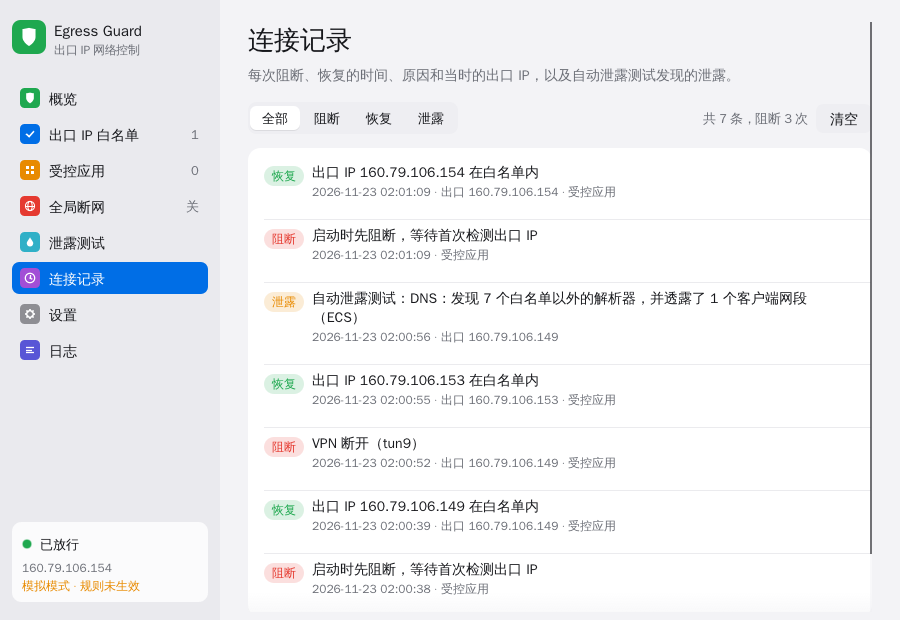 Egress Guard
出口 IP 网络控制
概览
出口 IP 白名单 1
受控应用 0
全局断网 关
泄露测试
连接记录
设置
日志
已放行
160.79.106.154
模拟模式 · 规则未生效
连接记录
每次阻断、恢复的时间、原因和当时的出口 IP，以及自动泄露测试发现的泄露。
全部 阻断 恢复 泄露
共 7 条，阻断 3 次 清空
恢复 出口 IP 160.79.106.154 在白名单内
2026-11-23 02:01:09 · 出口 160.79.106.154 · 受控应用
阻断 启动时先阻断，等待首次检测出口 IP
2026-11-23 02:01:09 · 受控应用
泄露 自动泄露测试：DNS：发现 7 个白名单以外的解析器，并透露了 1 个客户端网段
（ECS）
2026-11-23 02:00:56 · 出口 160.79.106.149
恢复 出口 IP 160.79.106.153 在白名单内
2026-11-23 02:00:55 · 出口 160.79.106.153 · 受控应用
阻断 VPN 断开（tun9）
2026-11-23 02:00:52 · 出口 160.79.106.149 · 受控应用
恢复 出口 IP 160.79.106.149 在白名单内
2026-11-23 02:00:39 · 出口 160.79.106.149 · 受控应用
阻断 启动时先阻断，等待首次检测出口 IP
2026-11-23 02:00:38 · 受控应用